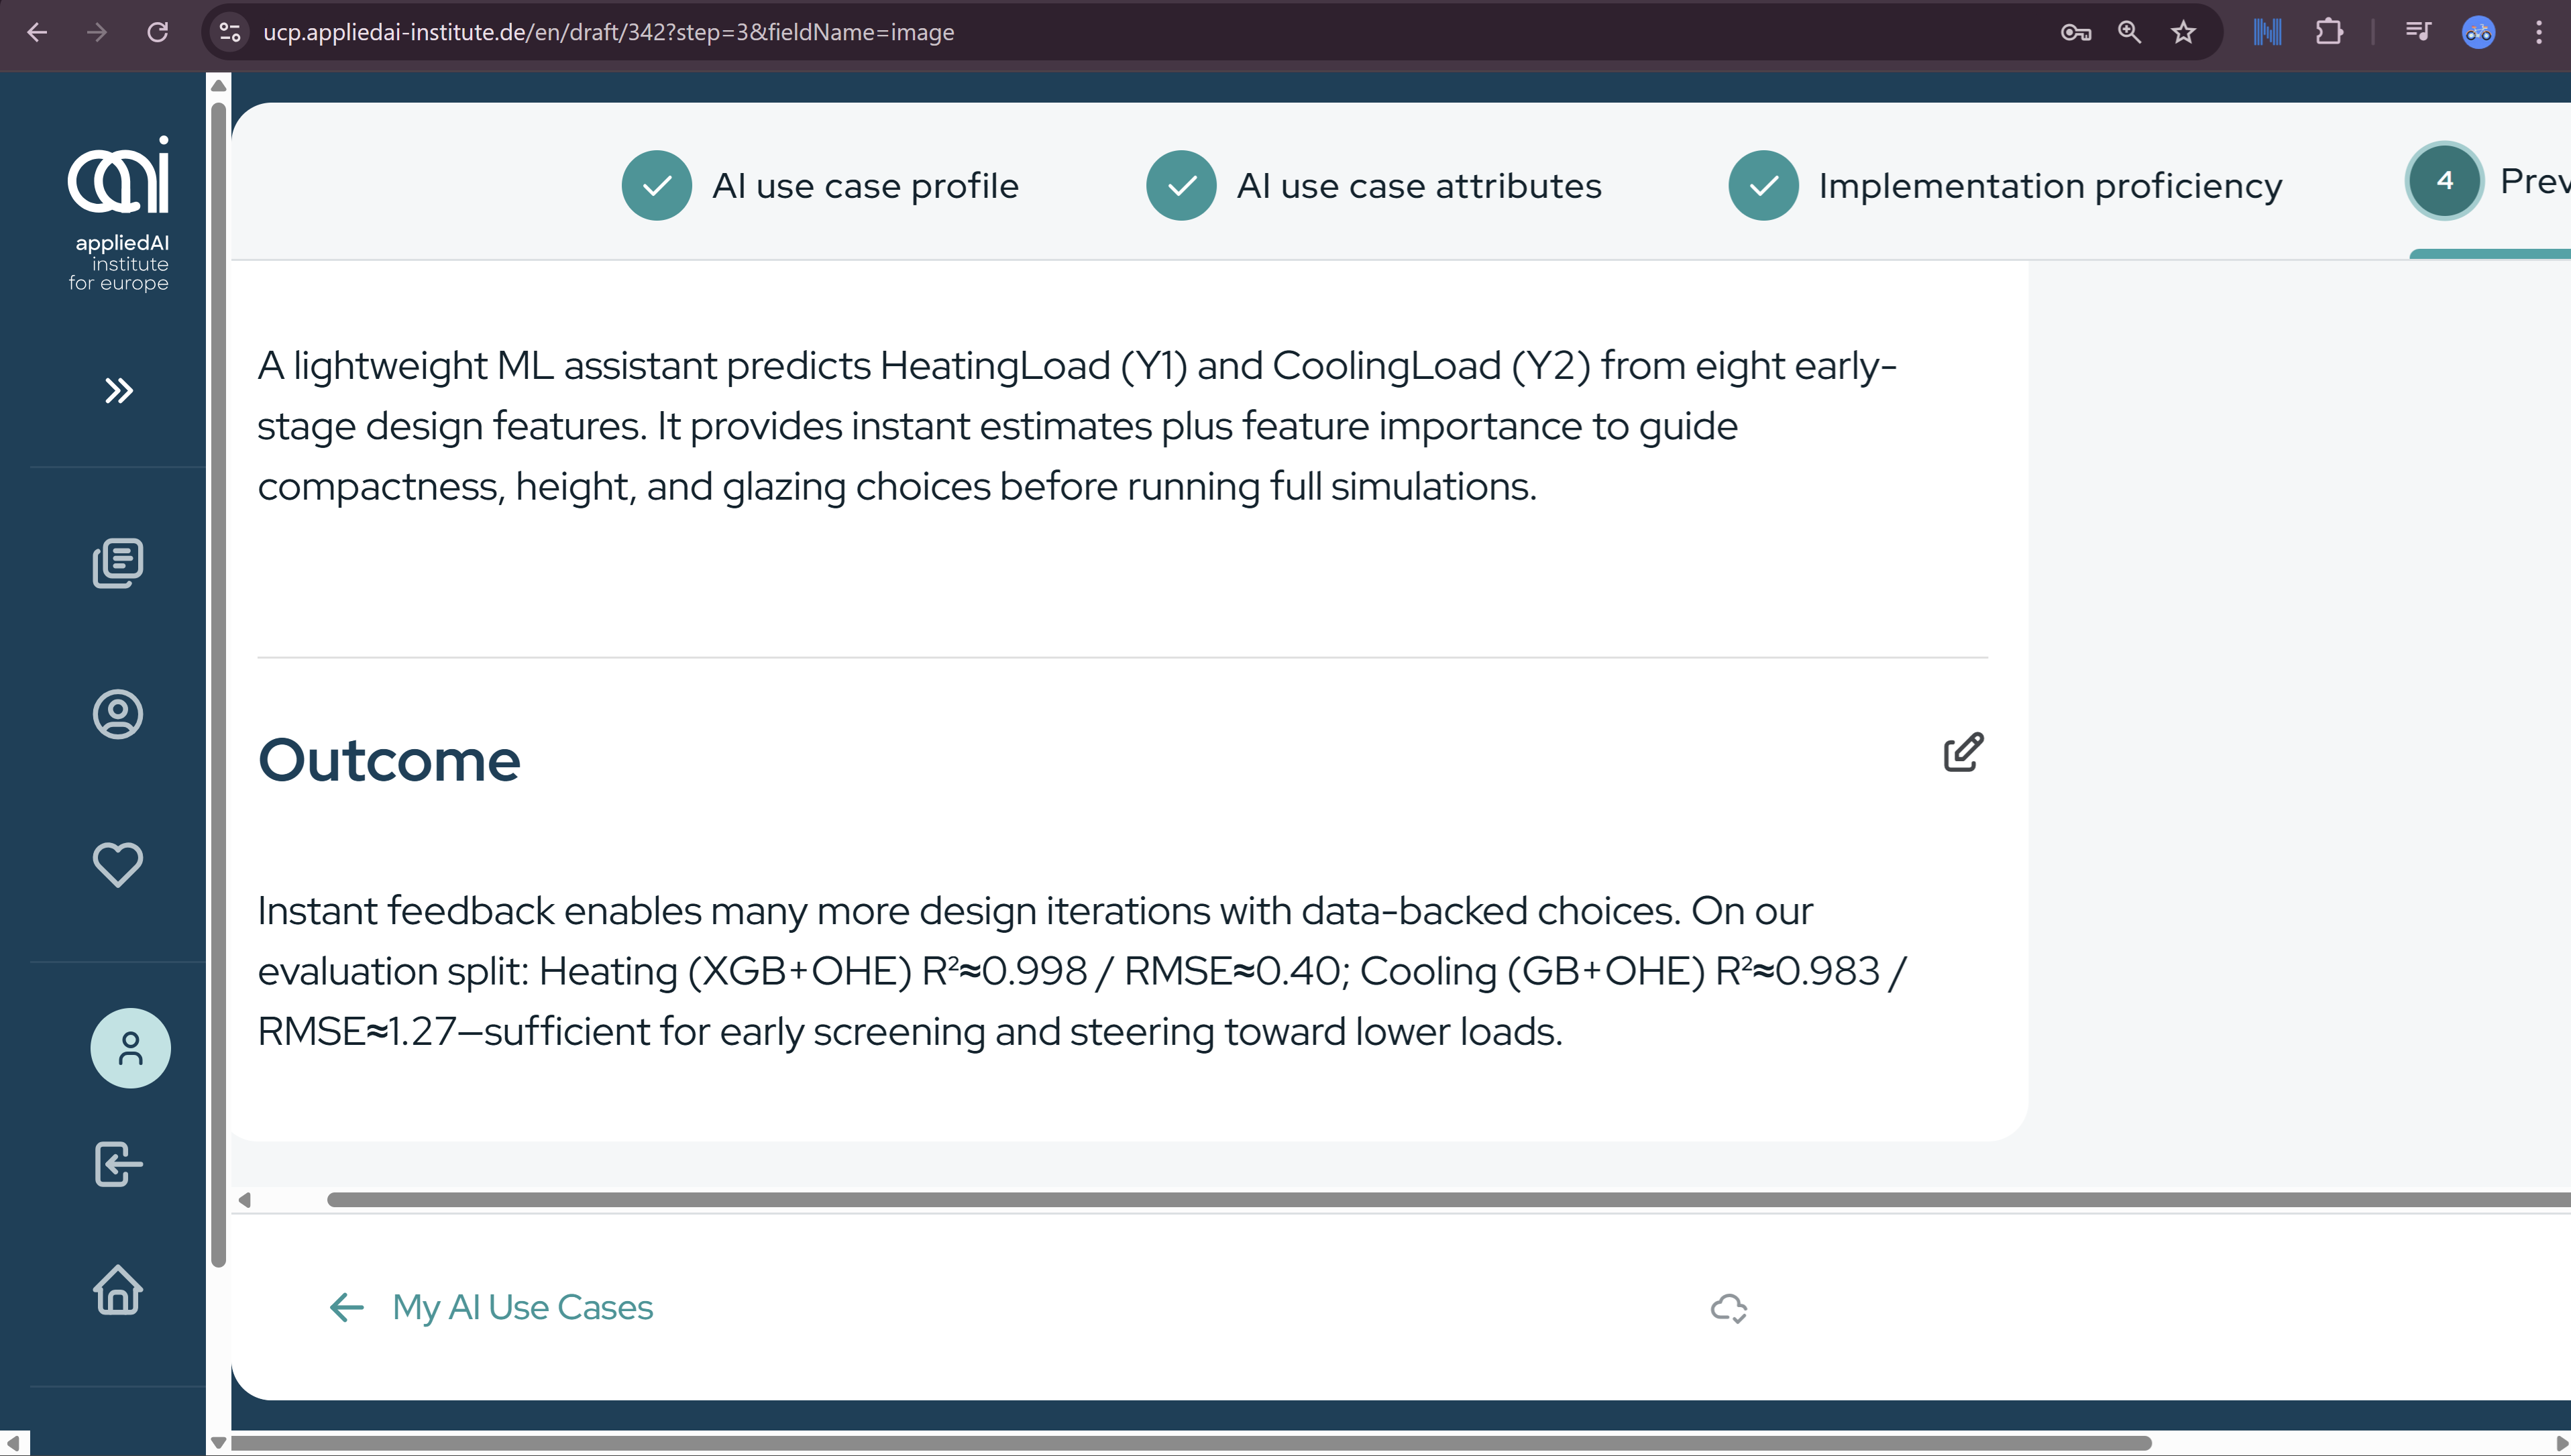 ucp.appliedai-institute.de/en/draft/342?step=3&fieldName=image
appliedAI
institute
for europe
AI use case profile
AI use case attributes
Implementation proficiency
4
Prev
A lightweight ML assistant predicts HeatingLoad (Y1) and CoolingLoad (Y2) from eight early-
stage design features. It provides instant estimates plus feature importance to guide
compactness, height, and glazing choices before running full simulations.
Outcome
Instant feedback enables many more design iterations with data-backed choices. On our
evaluation split: Heating (XGB+OHE) R²≈0.998 / RMSE≈0.40; Cooling (GB+OHE) R²≈0.983 /
RMSE≈1.27—sufficient for early screening and steering toward lower loads.
My AI Use Cases